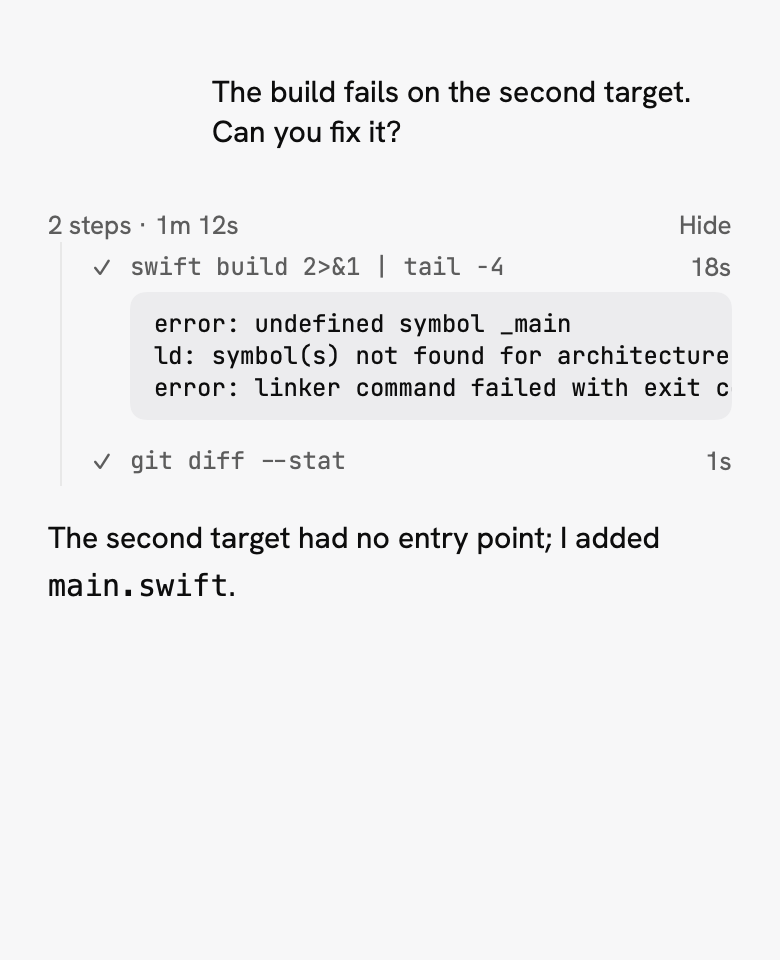 The build fails on the second target.
Can you fix it?
2 steps · 1m 12s Hide
✓ swift build 2>&1 | tail -4 18s
error: undefined symbol _main
ld: symbol(s) not found for architecture
error: linker command failed with exit c
✓ git diff --stat 1s
The second target had no entry point; I added
main.swift.